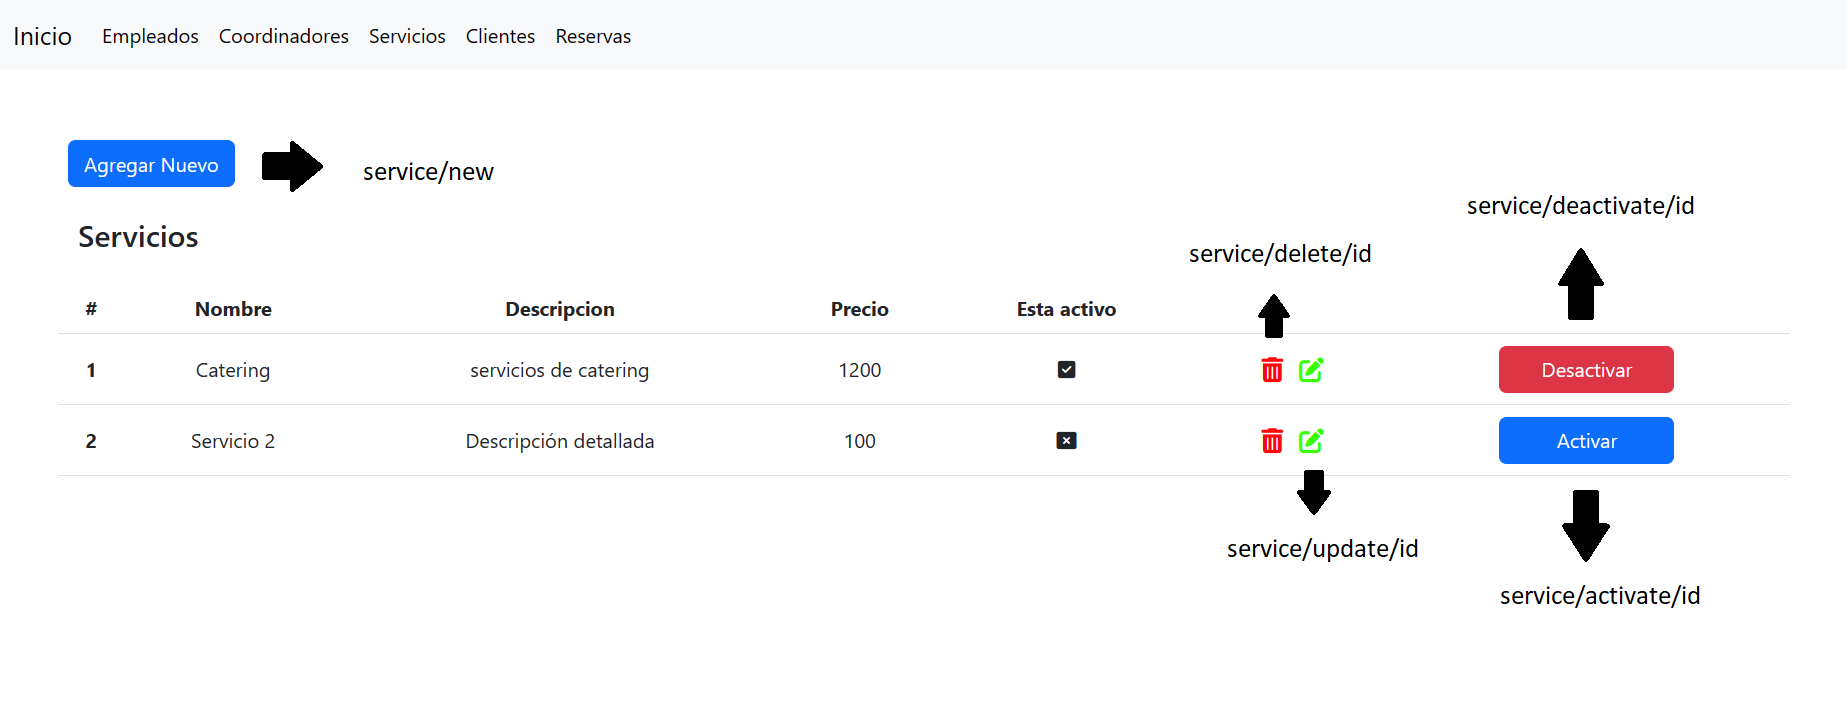 Inicio Empleados Coordinadores Servicios Clientes Reservas
Agregar Nuevo service/new
service/deactivate/id
Servicios
service/delete/id
# Nombre Descripcion Precio Esta activo
1 Catering servicios de catering 1200 Desactivar
2 Servicio 2 Descripción detallada 100 Activar
service/update/id
service/activate/id